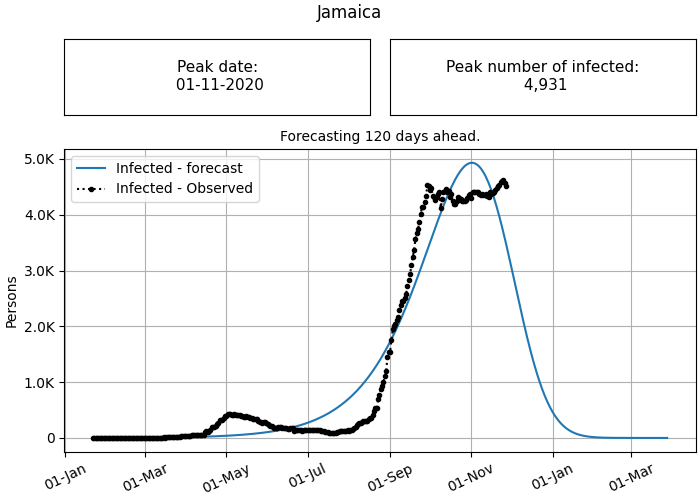 Jamaica
Peak date:
01-11-2020
Peak number of infected:
4,931
Forecasting 120 days ahead.
Infected - forecast
Infected - Observed
Persons
5.0K
4.0K
3.0K
2.0K
1.0K
0
01-Jan
01-Mar
01-May
01-Jul
01-Sep
01-Nov
01-Jan
01-Mar